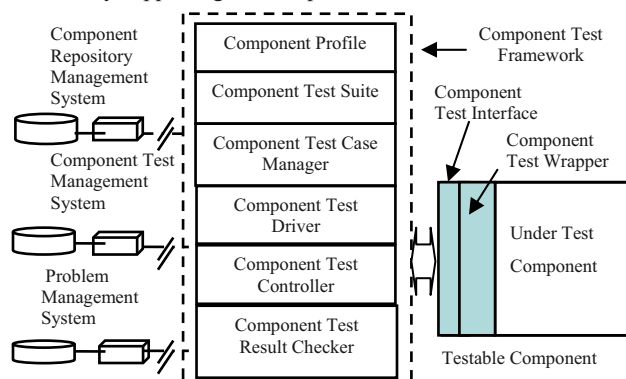 Component
Repository
Management
System
Component Test
Management
System
Problem
Management
System
Component Profile
Component Test Suite
Component Test Case
Manager
Component Test
Driver
Component Test
Controller
Component Test
Result Checker
Component Test
Framework
Component
Test Interface
Component
Test Wrapper
Under Test
Component
Testable Component